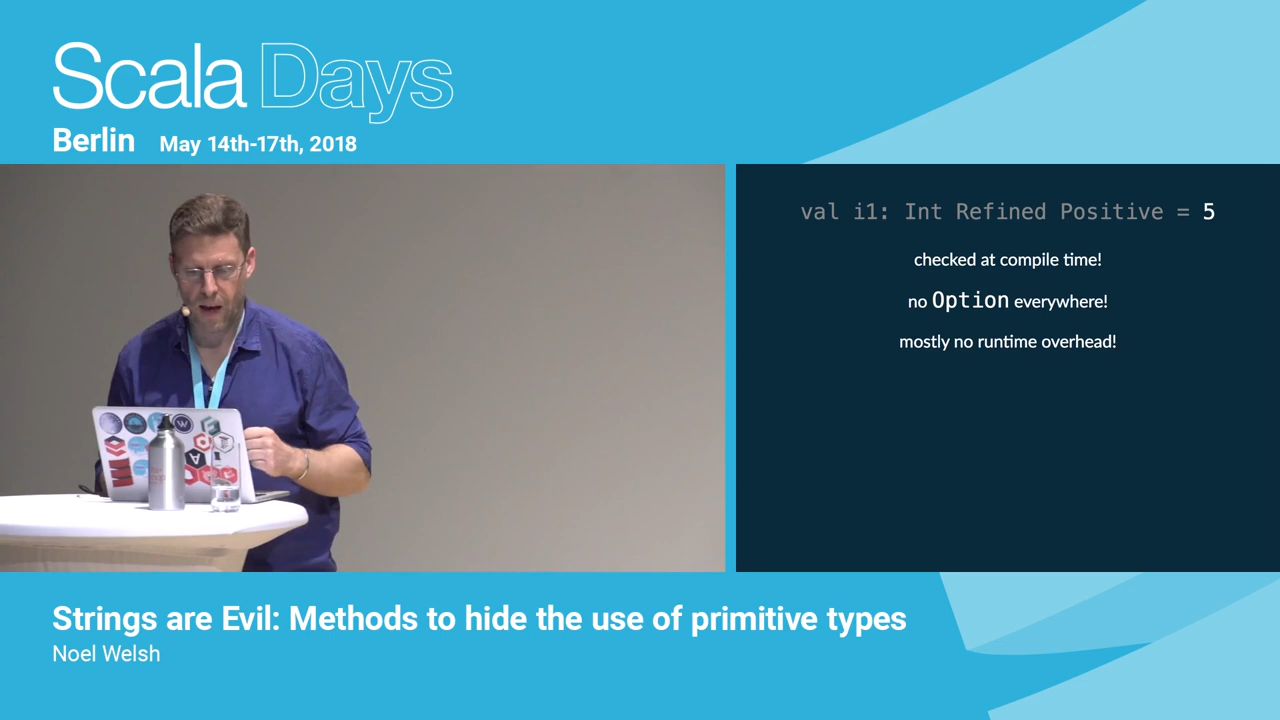 Scala Days
Berlin May 14th-17th, 2018
val i1: Int Refined Positive = 5
checked at compile time!
no Option everywhere!
mostly no runtime overhead!
W
A
Strings are Evil: Methods to hide the use of primitive types
Noel Welsh